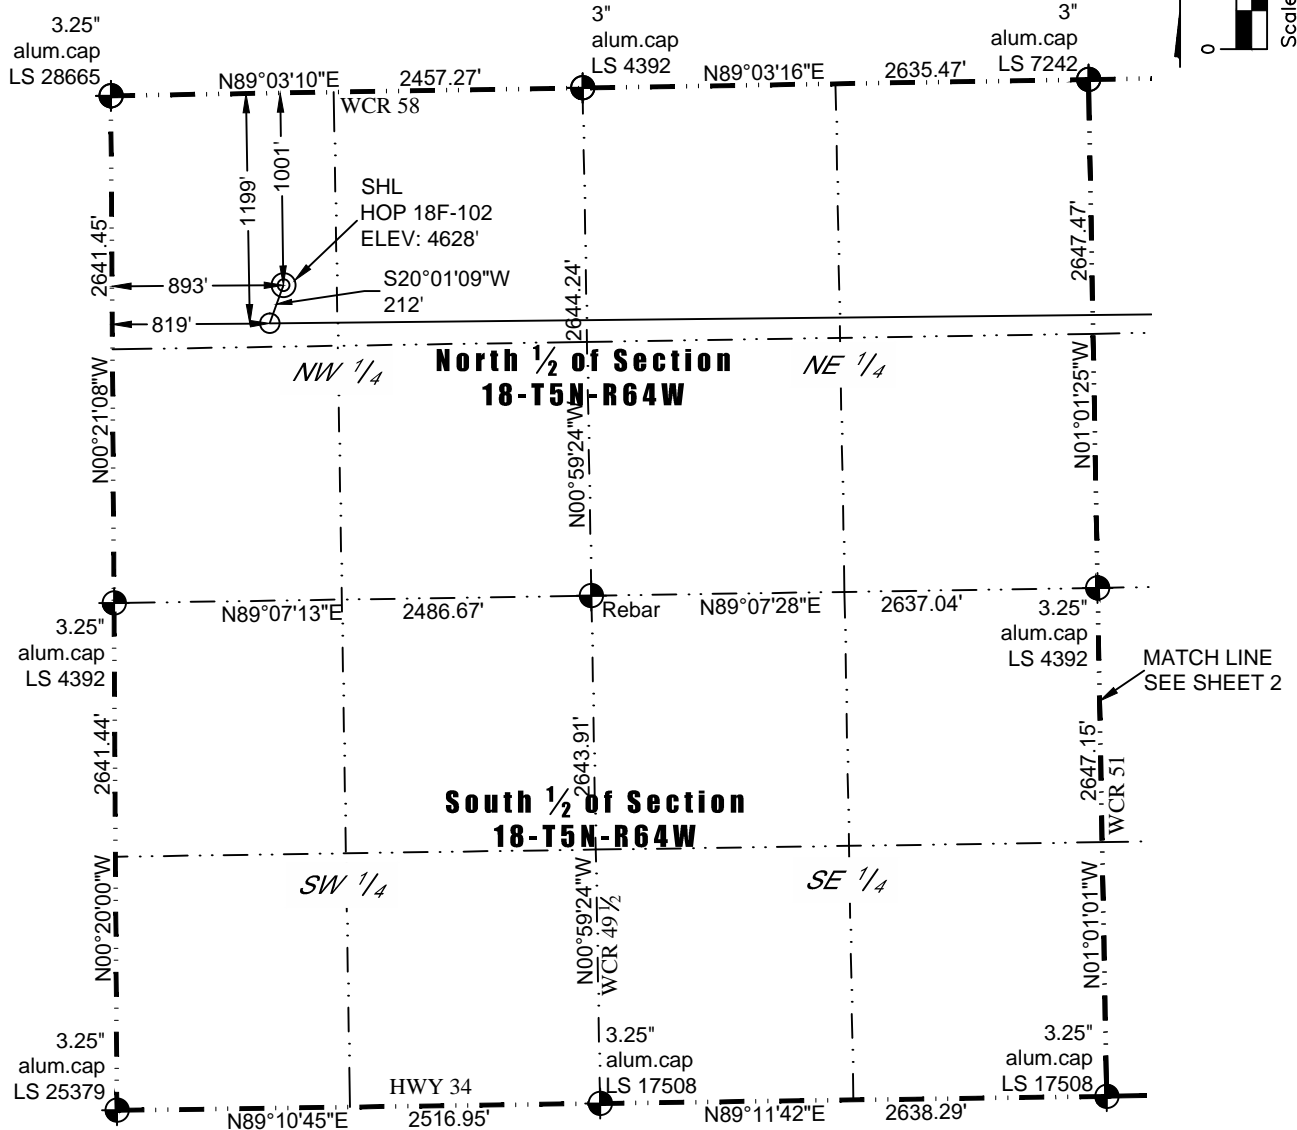 3.25"
alum.cap
LS 28665
3"
alum.cap
LS 4392
3"
alum.cap
LS 7242
0
Scale
N89°03'10"E
2457.27'
N89°03'16"E
2635.47'
WCR 58
1199'
1001'
SHL
HOP 18F-102
ELEV: 4628'
S20°01'09"W
212'
893'
819'
2641.45'
2644.24'
2647.47'
NW 1/4
North ½ of Section
18-T5N-R64W
NE 1/4
N00°21'08"W
N00°59'24"W
N01°01'25"W
N89°07'13"E
2486.67'
Rebar
N89°07'28"E
2637.04'
3.25"
alum.cap
LS 4392
3.25"
alum.cap
LS 4392
MATCH LINE
SEE SHEET 2
2641.44'
2643.91'
2647.15'
WCR 51
South ½ of Section
18-T5N-R64W
SW 1/4
SE 1/4
N00°20'00"W
N00°59'24"W
WCR 49 ½
N01°01'01"W
3.25"
alum.cap
LS 25379
3.25"
alum.cap
LS 17508
3.25"
alum.cap
LS 17508
HWY 34
N89°10'45"E
2516.95'
N89°11'42"E
2638.29'